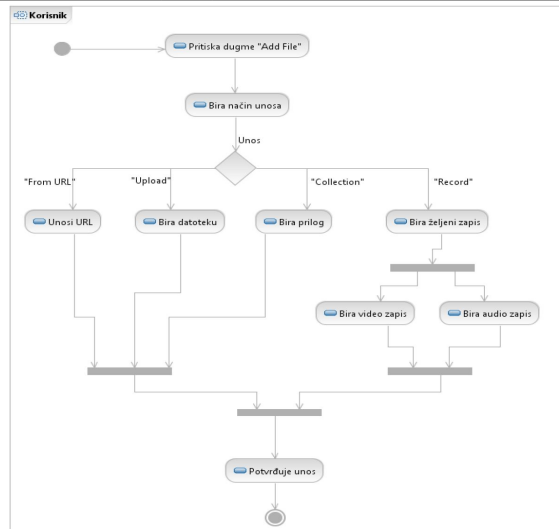 Korisnik
Pritiska dugme "Add File"
Bira način unosa
Unos
"From URL"
"Upload"
"Collection"
"Record"
Unosi URL
Bira datoteku
Bira prilog
Bira željeni zapis
Bira video zapis
Bira audio zapis
Potvrđuje unos